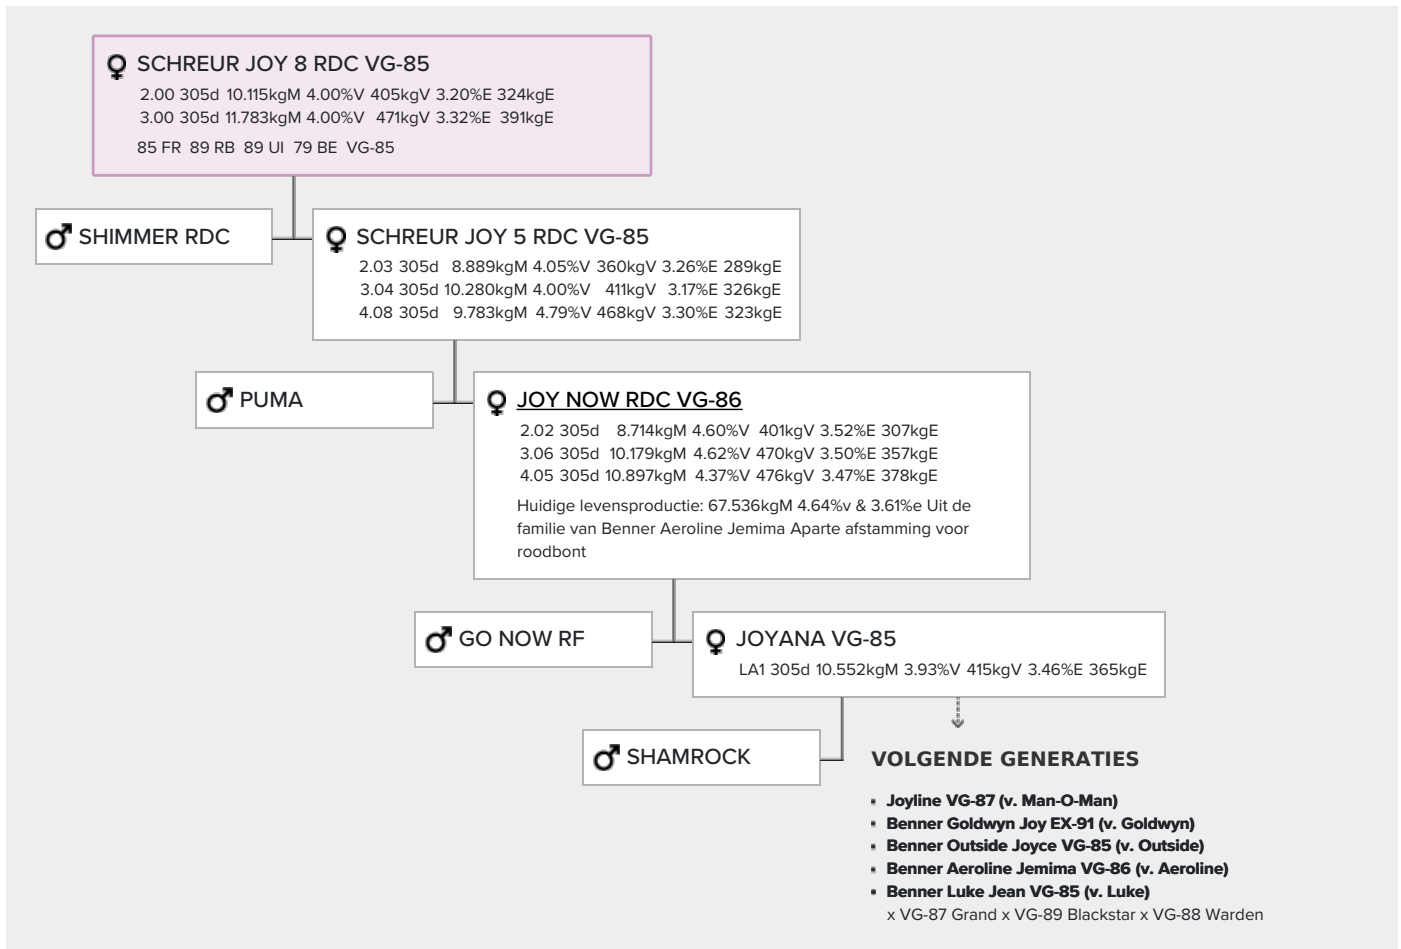 SCHREUR JOY 8 RDC VG-85
2.00 305d 10.115kgM 4.00%V 405kgV 3.20%E 324kgE
3.00 305d 11.783kgM 4.00%V 471kgV 3.32%E 391kgE
85 FR 89 RB 89 UI 79 BE VG-85
SHIMMER RDC
SCHREUR JOY 5 RDC VG-85
2.03 305d 8.889kgM 4.05%V 360kgV 3.26%E 289kgE
3.04 305d 10.280kgM 4.00%V 411kgV 3.17%E 326kgE
4.08 305d 9.783kgM 4.79%V 468kgV 3.30%E 323kgE
PUMA
JOY NOW RDC VG-86
2.02 305d 8.714kgM 4.60%V 401kgV 3.52%E 307kgE
3.06 305d 10.179kgM 4.62%V 470kgV 3.50%E 357kgE
4.05 305d 10.897kgM 4.37%V 476kgV 3.47%E 378kgE
Huidige levensproductie: 67.536kgM 4.64%v & 3.61%e Uit de
familie van Benner Aeroline Jemima Aparte afstamming voor
roodbont
GO NOW RF
JOYANA VG-85
LA1 305d 10.552kgM 3.93%V 415kgV 3.46%E 365kgE
SHAMROCK
VOLGENDE GENERATIES
▪ Joyline VG-87 (v. Man-O-Man)
▪ Benner Goldwyn Joy EX-91 (v. Goldwyn)
▪ Benner Outside Joyce VG-85 (v. Outside)
▪ Benner Aeroline Jemima VG-86 (v. Aeroline)
▪ Benner Luke Jean VG-85 (v. Luke)
x VG-87 Grand x VG-89 Blackstar x VG-88 Warden